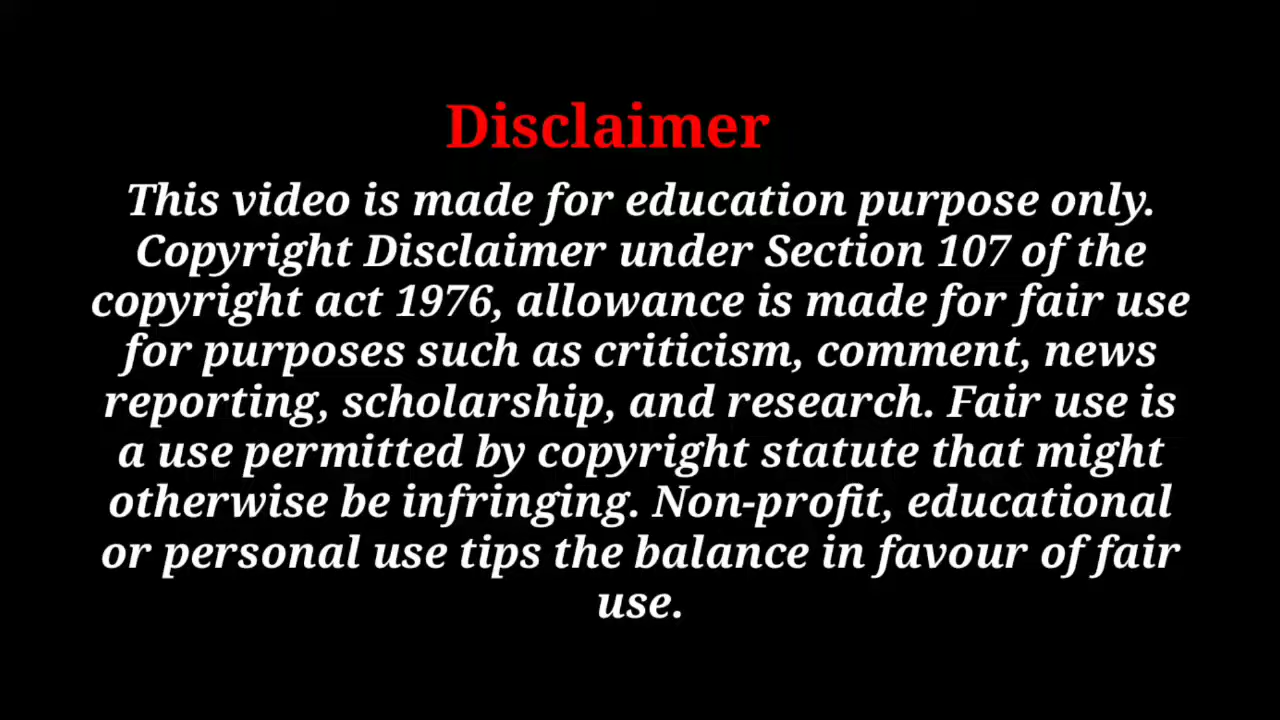 Disclaimer
This video is made for education purpose only.
Copyright Disclaimer under Section 107 of the
copyright act 1976, allowance is made for fair use
for purposes such as criticism, comment, news
reporting, scholarship, and research. Fair use is
a use permitted by copyright statute that might
otherwise be infringing. Non-profit, educational
or personal use tips the balance in favour of fair
use.